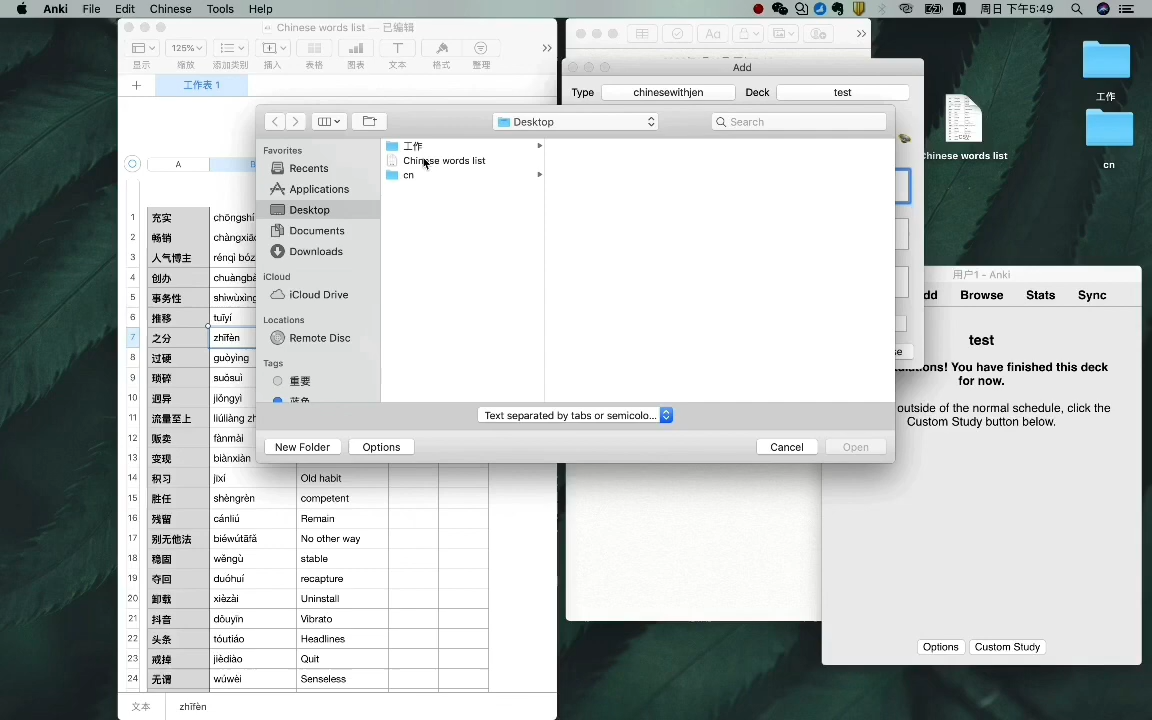 Anki File Edit Chinese Tools Help
周日 下午5:49
Chinese words list — 已编辑
125%
显示 缩放 添加类别 插入 表格 图表 文本 格式 整理
工作表 1
A
1 充实
2 畅销
3 人气博主
4 创办
5 事务性
6 推移 tuīyí
7 之分 zhīfèn
8 过硬 guòyìng
9 琐碎 suǒsuì
10 迥异 jiǒngyì
11 流量至上
12 贩卖 fànmài
13 变现 biànxiàn
14 积习 jīxí Old habit
15 胜任 shèngrèn competent
16 残留 cánliú Remain
17 别无他法 biéwútāfǎ No other way
18 稳固 wěngù stable
19 夺回 duóhuí recapture
20 卸载 xièzài Uninstall
21 抖音 dǒuyīn Vibrato
22 头条 tóutiáo Headlines
23 戒掉 jièdiào Quit
24 无谓 wúwèi Senseless
文本 zhīfèn
Add
Type chinesewithjen Deck test
Desktop
Search
Favorites
Recents
Applications
Desktop
Documents
Downloads
iCloud
iCloud Drive
Locations
Remote Disc
Tags
重要
工作
Chinese words list
cn
Text separated by tabs or semicolo...
New Folder Options Cancel Open
用户1 - Anki
Browse Stats Sync
test
You have finished this deck
for now.
outside of the normal schedule, click the
Custom Study button below.
Options Custom Study
工作
Chinese words list
cn